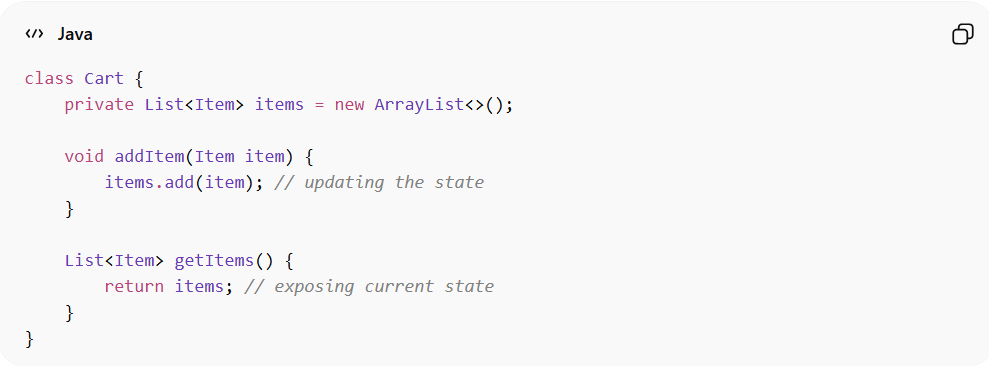 </> Java
class Cart {
    private List<Item> items = new ArrayList<>();
    void addItem(Item item) {
        items.add(item); // updating the state
    }
    List<Item> getItems() {
        return items; // exposing current state
    }
}